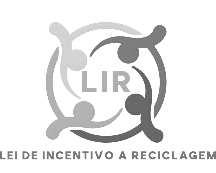 LIR
LEI DE INCENTIVO A RECICLAGEM